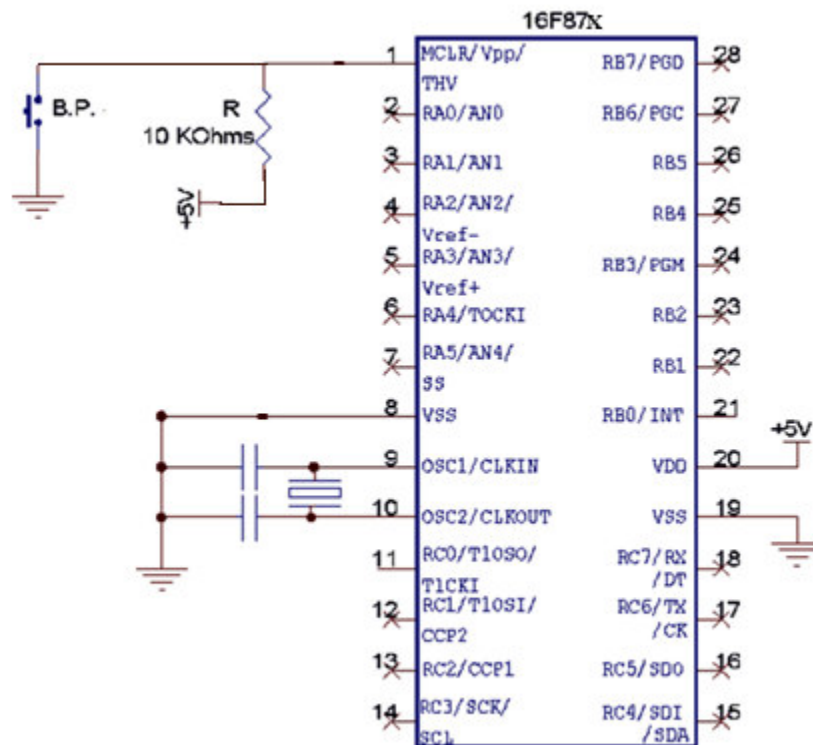 16F87X
1 MCLR/Vpp/ THV
RB7/PGD 28
B.P.
R
10 KOhms
+5V
2 RA0/AN0
RB6/PGC 27
3 RA1/AN1
RB5 26
4 RA2/AN2/ Vref-
RB4 25
5 RA3/AN3/ Vref+
RB3/PGM 24
6 RA4/TOCKI
RB2 23
7 RA5/AN4/ SS
RB1 22
8 VSS
RB0/INT 21
+5V
9 OSC1/CLKIN
VDD 20
10 OSC2/CLKOUT
VSS 19
11 RC0/T1OSO/ T1CKI
RC7/RX /DT 18
12 RC1/T1OSI/ CCP2
RC6/TX /CK 17
13 RC2/CCP1
RC5/SDO 16
14 RC3/SCK/ SCL
RC4/SDI /SDA 15